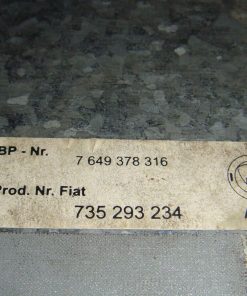 BP - Nr.
7 649 378 316
Prod. Nr. Fiat
735 293 234